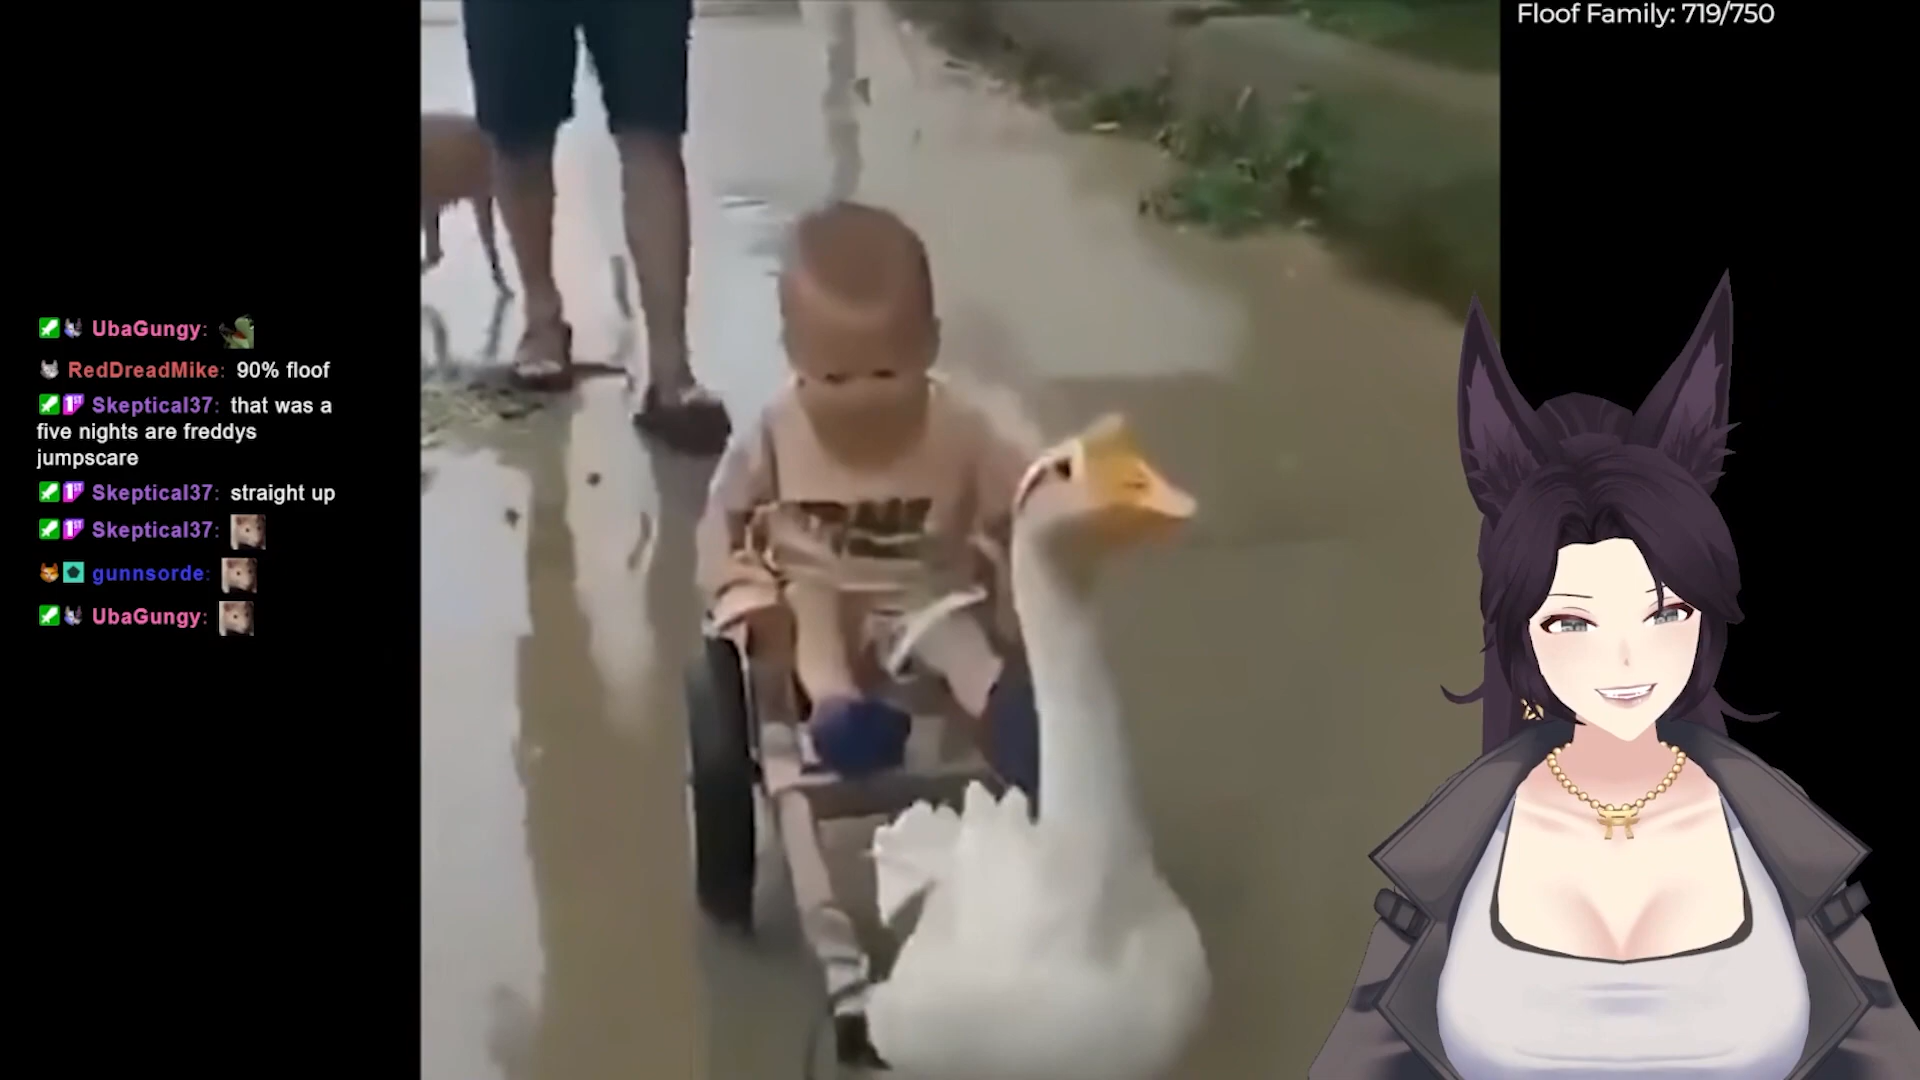 Floof Family: 719/750
UbaGungy:
RedDreadMike: 90% floof
Skeptical37: that was a
five nights are freddys
jumpscare
Skeptical37: straight up
Skeptical37:
gunnsorde:
UbaGungy: